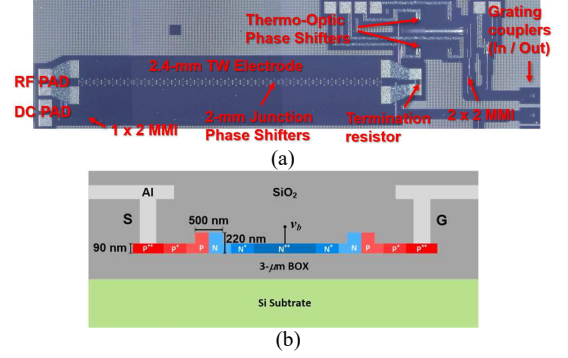 (a)
Thermo-Optic
Phase Shifters
Grating
couplers
(In / Out)
2.4-mm TW Electrode
RF PAD
DC PAD
1 x 2 MMI
2-mm Junction
Phase Shifters
Termination
resistor
2 x 2 MMI
(a)
Al
SiO2
S
500 nm
vb
G
220 nm
90 nm
P++ P+ P N N+ N++ N+ N P P+ P++
3-μm BOX
Si Subtrate
(b)